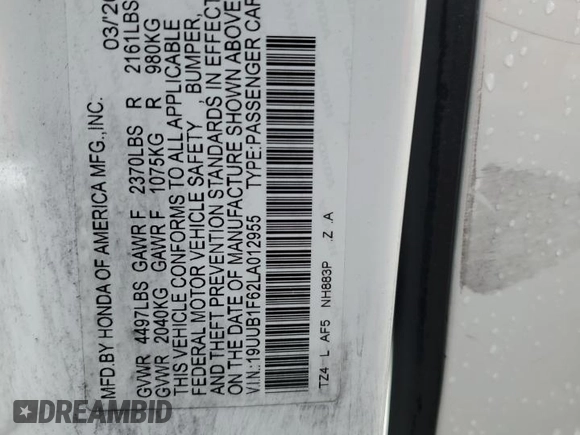 MFD.BY HONDA OF AMERICA MFG.,INC. 03/20
GVWR 4497LBS GAWR F 2370LBS R 2161LBS
GVWR 2040KG GAWR F 1075KG R 980KG
THIS VEHICLE CONFORMS TO ALL APPLICABLE
FEDERAL MOTOR VEHICLE SAFETY, BUMPER,
AND THEFT PREVENTION STANDARDS IN EFFECT
ON THE DATE OF MANUFACTURE SHOWN ABOVE
V.I.N.:19UUB1F62LA012955 TYPE:PASSENGER CAR
TZ4 L AF5 NH883P Z A
DREAMBID